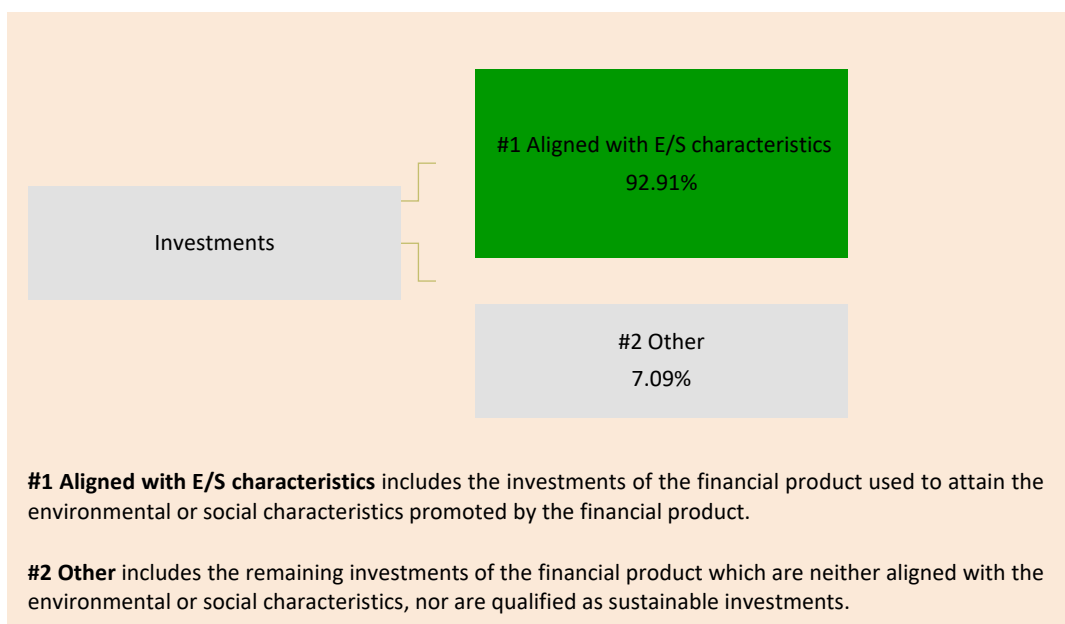 #1 Aligned with E/S characteristics
92.91%
Investments
#2 Other
7.09%
#1 Aligned with E/S characteristics includes the investments of the financial product used to attain the
environmental or social characteristics promoted by the financial product.
#2 Other includes the remaining investments of the financial product which are neither aligned with the
environmental or social characteristics, nor are qualified as sustainable investments.